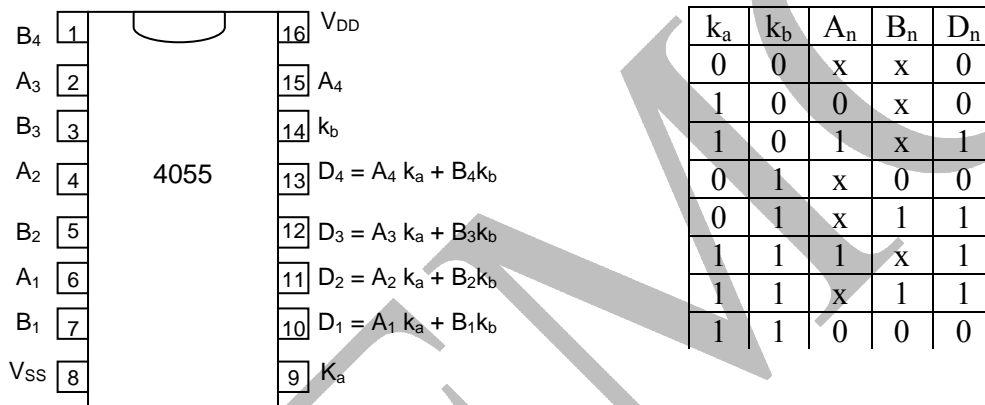 B4 1 16 VDD
A3 2 15 A4
B3 3 14 kb
A2 4 4055 13 D4 = A4 ka + B4kb
B2 5 12 D3 = A3 ka + B3kb
A1 6 11 D2 = A2 ka + B2kb
B1 7 10 D1 = A1 ka + B1kb
VSS 8 9 Ka
ka kb An Bn Dn
0 0 x x 0
1 0 0 x 0
1 0 1 x 1
0 1 x 0 0
0 1 x 1 1
1 1 1 x 1
1 1 x 1 1
1 1 0 0 0